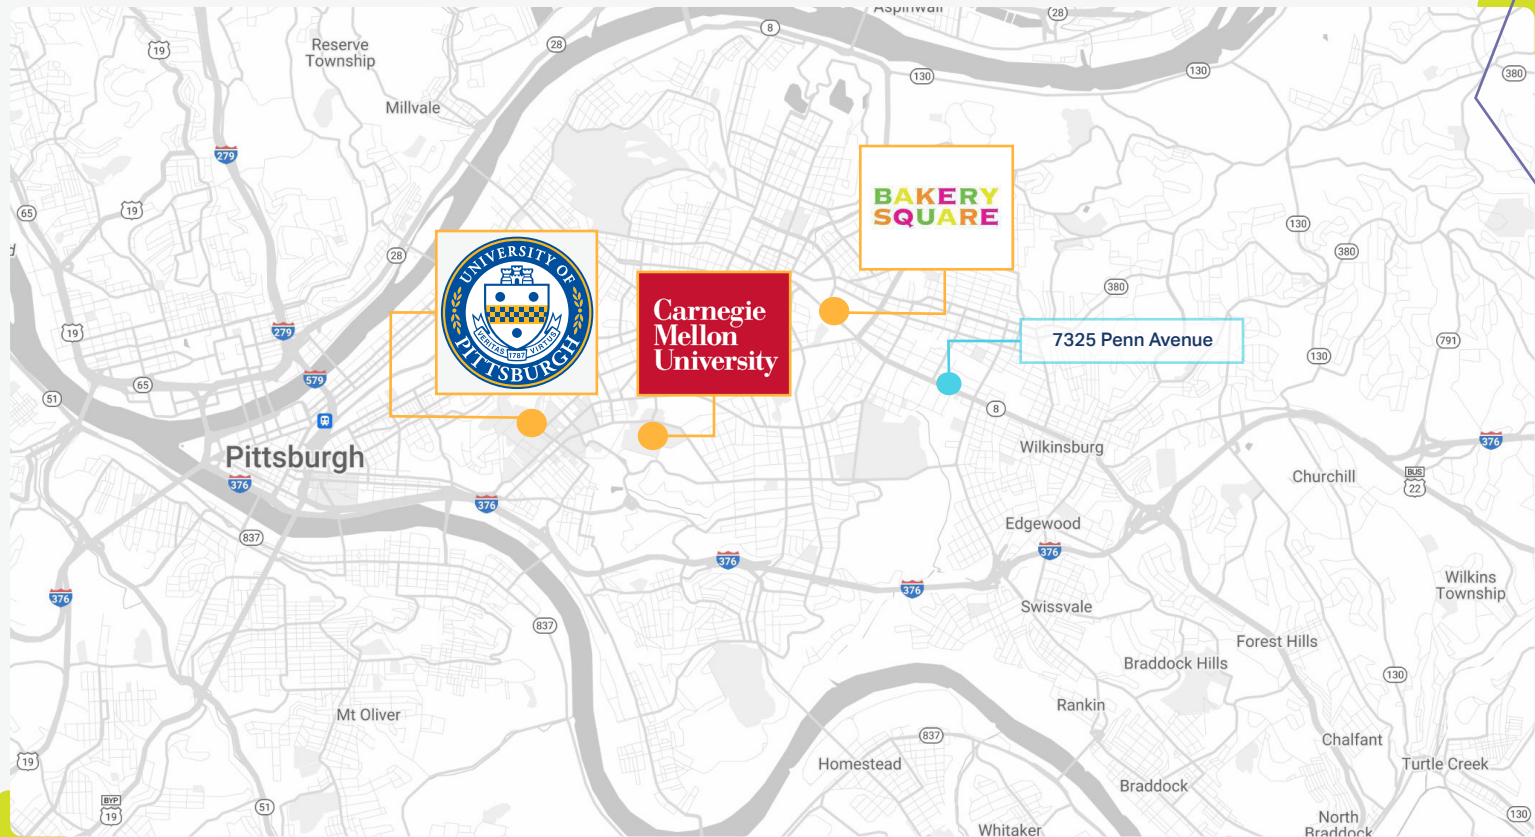 Aspinwall
28
8
19
Reserve
Township
28
130
130
380
Millvale
279
BAKERY
SQUARE
65
19
130
380
28
UNIVERSITY OF
PITTSBURGH
VERITAS
1787
VIRTUS
Carnegie
Mellon
University
380
279
19
7325 Penn Avenue
791
130
579
65
51
8
Pittsburgh
376
Wilkinsburg
376
Churchill
BUS
22
376
837
Edgewood
376
376
376
376
Swissvale
Wilkins
Township
837
Forest Hills
Braddock Hills
130
Rankin
Mt Oliver
837
Chalfant
19
Homestead
Turtle Creek
Braddock
BYP
19
51
130
North
Braddock
Whitaker